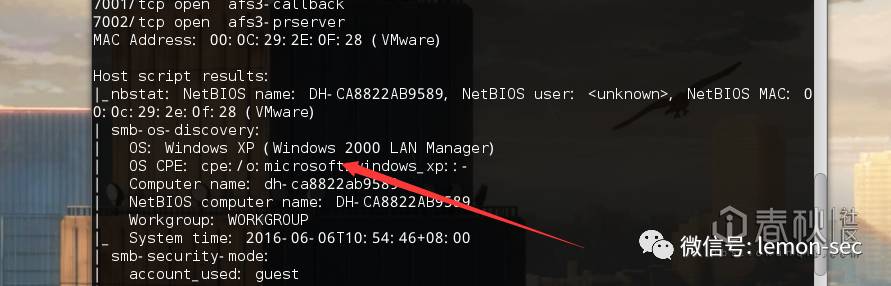 7001/tcp open  afs3-callback
7002/tcp open  afs3-prserver
MAC Address: 00:0C:29:2E:0F:28 (VMware)
Host script results:
|_nbstat: NetBIOS name: DH-CA8822AB9589, NetBIOS user: <unknown>, NetBIOS MAC: 0
0:0c:29:2e:0f:28 (VMware)
| smb-os-discovery:
|   OS: Windows XP (Windows 2000 LAN Manager)
|   OS CPE: cpe:/o:microsoft:windows_xp::-
|   Computer name: dh-ca8822ab9589
|   NetBIOS computer name: DH-CA8822AB9589
|   Workgroup: WORKGROUP
|_  System time: 2016-06-06T10:54:46+08:00
| smb-security-mode:
|   account_used: guest
春秋 社区
微信号: lemon-sec